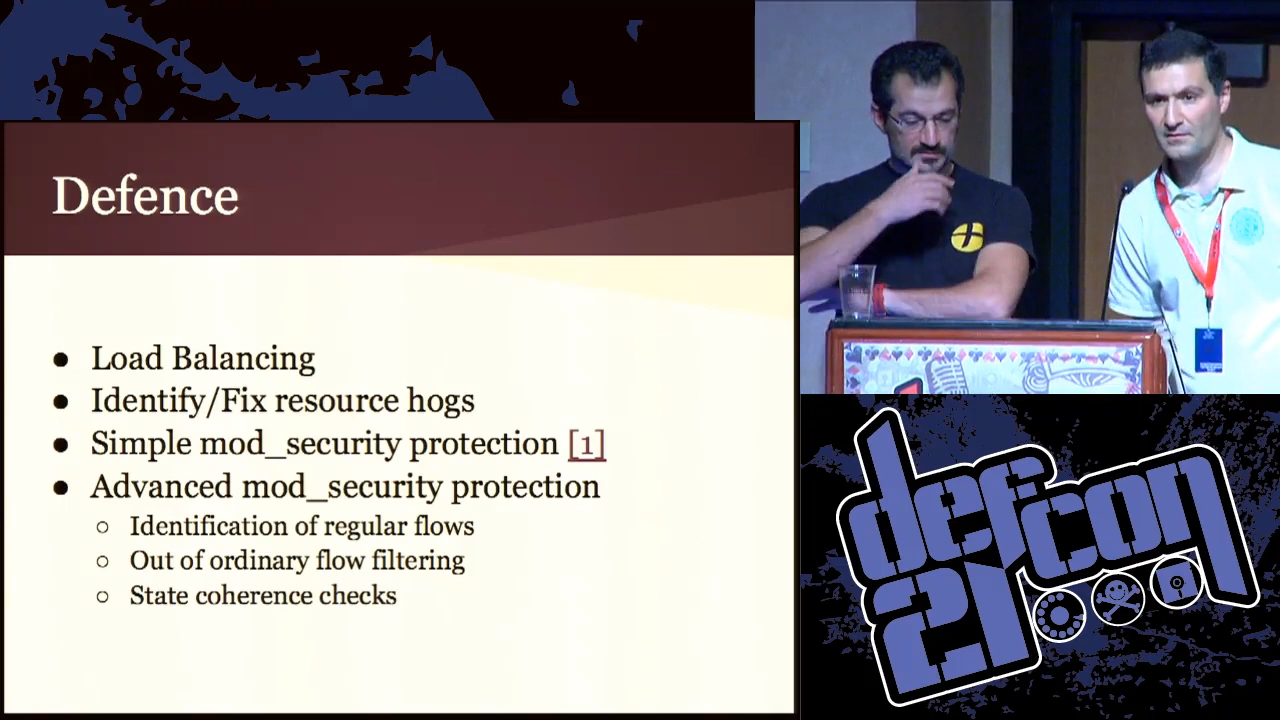 Defence
● Load Balancing
● Identify/Fix resource hogs
● Simple mod_security protection [1]
● Advanced mod_security protection
○ Identification of regular flows
○ Out of ordinary flow filtering
○ State coherence checks
defcon
21